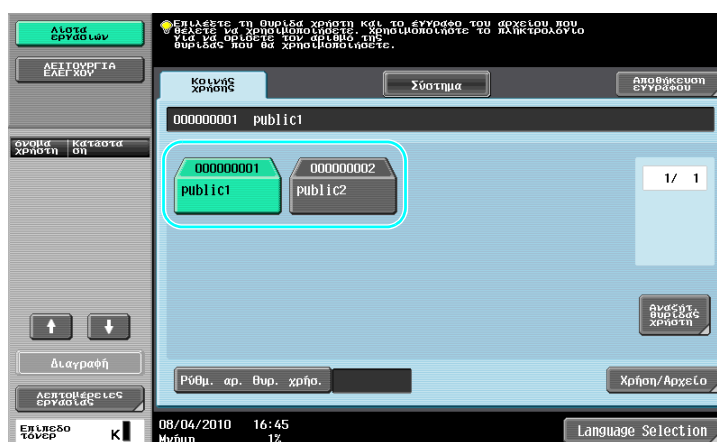 Λίστα
εργασιών
ΛΕΙΤΟΥΡΓΙΑ
ΕΛΕΓΧΟΥ
όνομα χρήστη
Κατάστα
ση
Διαγραφή
Λεπτομέρειες
εργασίας
Επίπεδο
τόνερ
K
Επιλέξτε τη θυρίδα χρήστη και το έγγραφο του αρχείου που
θέλετε να χρησιμοποιήσετε. Χρησιμοποιήστε το πληκτρολόγιο
για να ορίσετε τον αριθμό της
θυρίδας που θα χρησιμοποιήσετε.
Κοινής
χρήσης
Σύστημα
Αποθήκευση
εγγράφου
000000001 public1
000000001
public1
000000002
public2
1/ 1
Αναζήτ.
θυρίδας
χρήστη
Ρύθμ. αρ. θυρ. χρήσ.
Χρήση/Αρχείο
08/04/2010 16:45
Μνήμη 1%
Language Selection